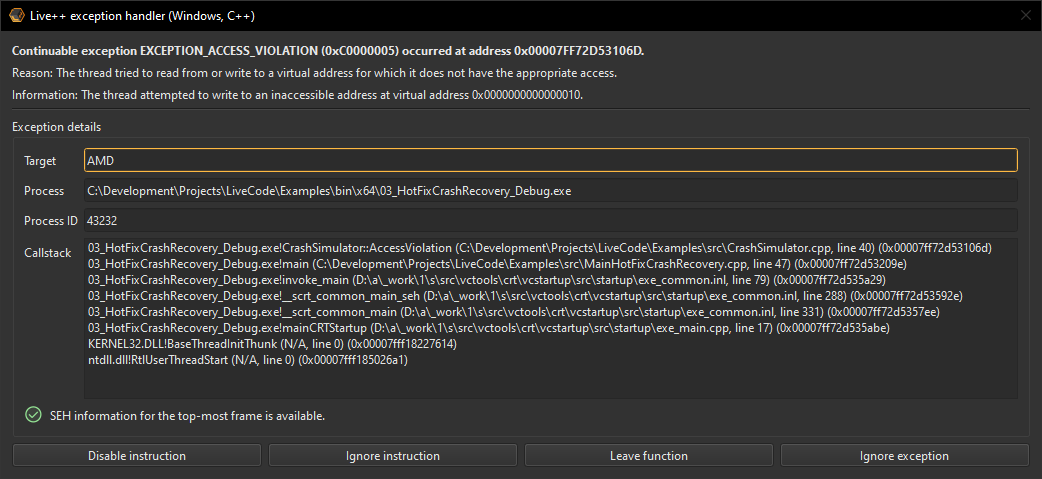 Live++ exception handler (Windows, C++)
Continuable exception EXCEPTION_ACCESS_VIOLATION (0xC0000005) occurred at address 0x00007FF72D53106D.
Reason: The thread tried to read from or write to a virtual address for which it does not have the appropriate access.
Information: The thread attempted to write to an inaccessible address at virtual address 0x0000000000000010.
Exception details
Target AMD
Process C:\Development\Projects\LiveCode\Examples\bin\x64\03_HotFixCrashRecovery_Debug.exe
Process ID 43232
Callstack
03_HotFixCrashRecovery_Debug.exe!CrashSimulator::AccessViolation (C:\Development\Projects\LiveCode\Examples\src\CrashSimulator.cpp, line 40) (0x00007ff72d53106d)
03_HotFixCrashRecovery_Debug.exe!main (C:\Development\Projects\LiveCode\Examples\src\MainHotFixCrashRecovery.cpp, line 47) (0x00007ff72d53209e)
03_HotFixCrashRecovery_Debug.exe!invoke_main (D:\a\_work\1\s\src\vctools\crt\vcstartup\src\startup\exe_common.inl, line 79) (0x00007ff72d535a29)
03_HotFixCrashRecovery_Debug.exe!__scrt_common_main_seh (D:\a\_work\1\s\src\vctools\crt\vcstartup\src\startup\exe_common.inl, line 288) (0x00007ff72d53592e)
03_HotFixCrashRecovery_Debug.exe!__scrt_common_main (D:\a\_work\1\s\src\vctools\crt\vcstartup\src\startup\exe_common.inl, line 331) (0x00007ff72d5357ee)
03_HotFixCrashRecovery_Debug.exe!mainCRTStartup (D:\a\_work\1\s\src\vctools\crt\vcstartup\src\startup\exe_main.cpp, line 17) (0x00007ff72d535abe)
KERNEL32.DLL!BaseThreadInitThunk (N/A, line 0) (0x00007fff18227614)
ntdll.dll!RtlUserThreadStart (N/A, line 0) (0x00007fff185026a1)
SEH information for the top-most frame is available.
Disable instruction Ignore instruction Leave function Ignore exception